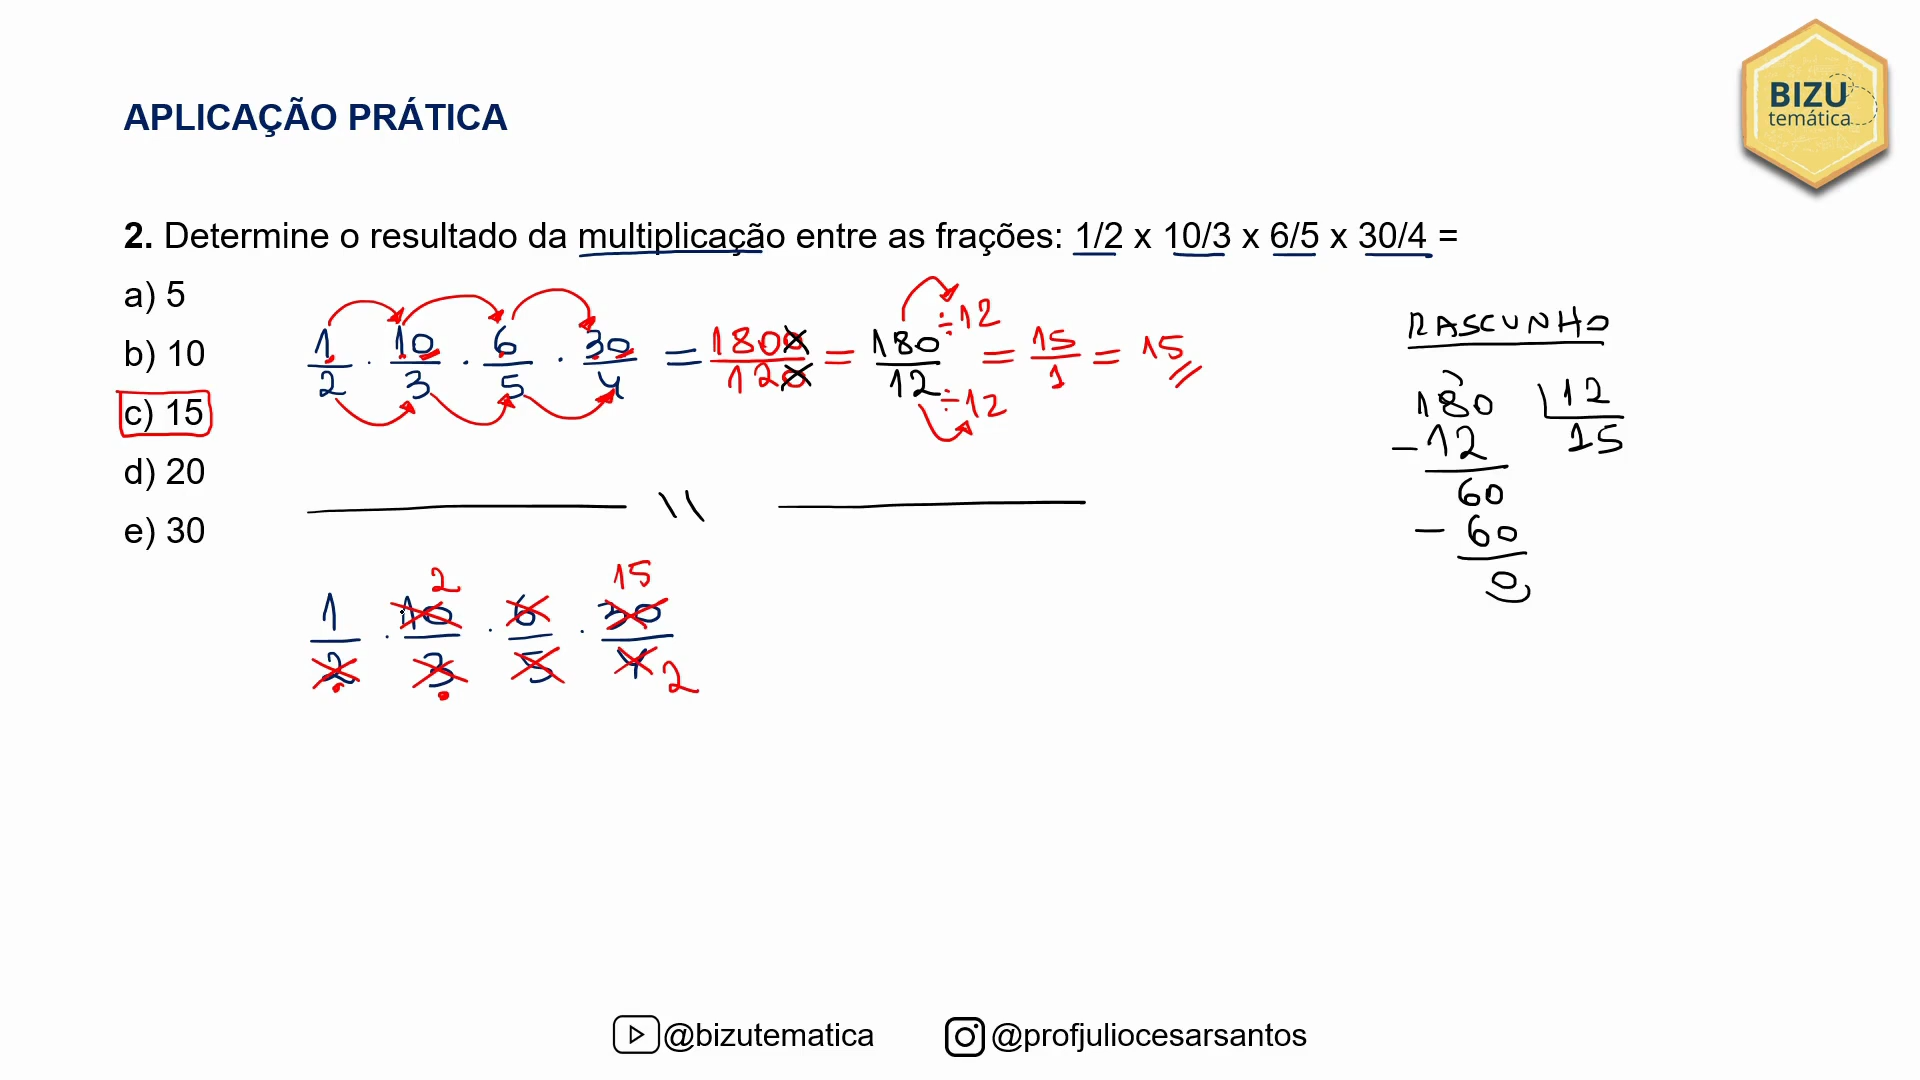 APLICAÇÃO PRÁTICA
BIZU
temática
2. Determine o resultado da multiplicação entre as frações: 1/2 x 10/3 x 6/5 x 30/4 =
a) 5
b) 10
c) 15
d) 20
e) 30
1/2 · 10/3 · 6/5 · 30/4 = 1800/120 = 180/12 ÷12/÷12 = 15/1 = 15
RASCUNHO
180 12
-12 15
60
-60
0
2 15
1/2 · 10/3 · 6/5 · 30/4 2
@bizutematica @profjuliocesarsantos